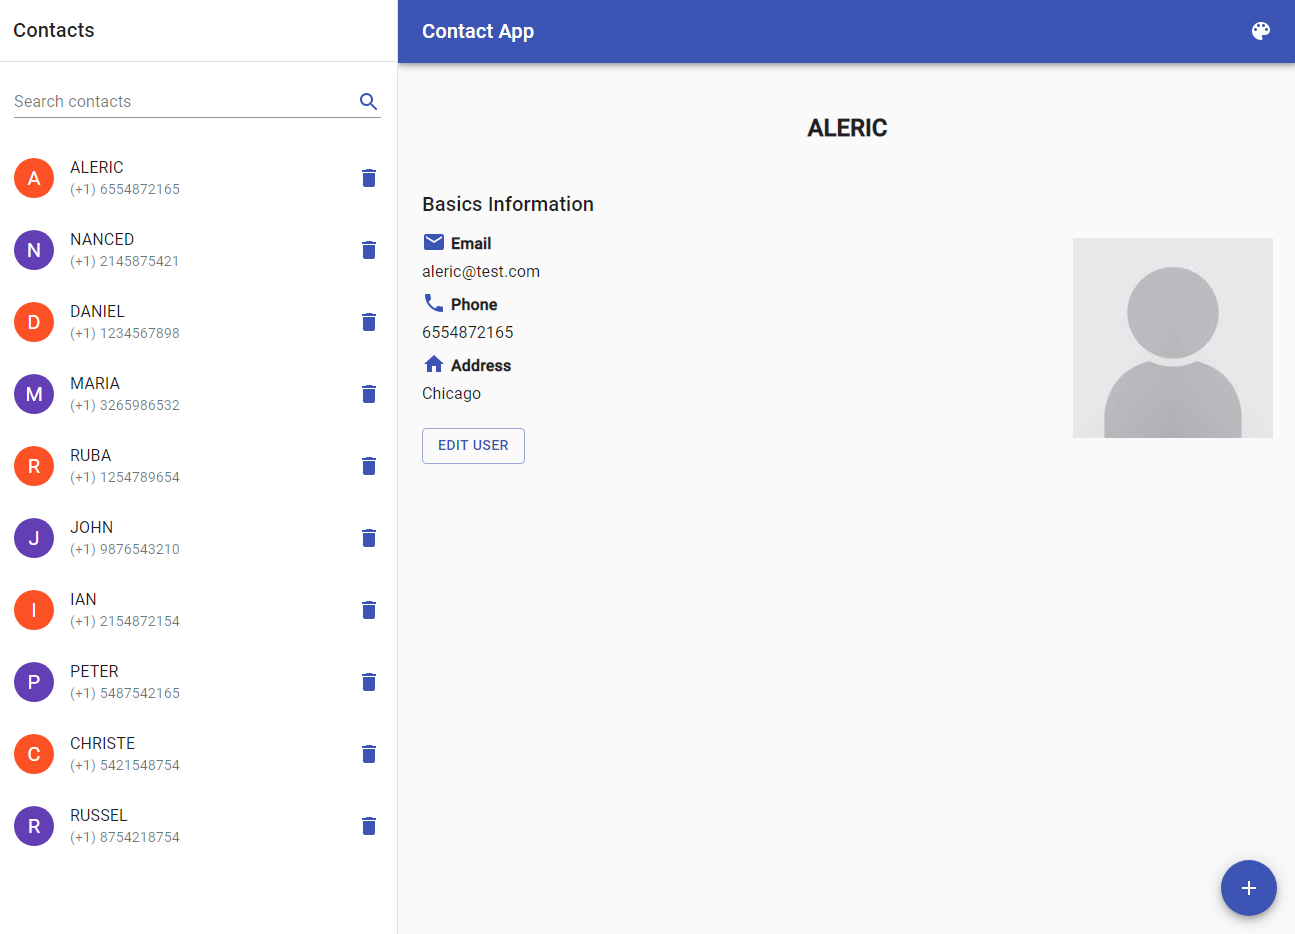 Contacts
Search contacts
A
ALERIC
(+1) 6554872165
N
NANCED
(+1) 2145875421
D
DANIEL
(+1) 1234567898
M
MARIA
(+1) 3265986532
R
RUBA
(+1) 1254789654
J
JOHN
(+1) 9876543210
I
IAN
(+1) 2154872154
P
PETER
(+1) 5487542165
C
CHRISTE
(+1) 5421548754
R
RUSSEL
(+1) 8754218754
Contact App
ALERIC
Basics Information
Email
aleric@test.com
Phone
6554872165
Address
Chicago
EDIT USER
+